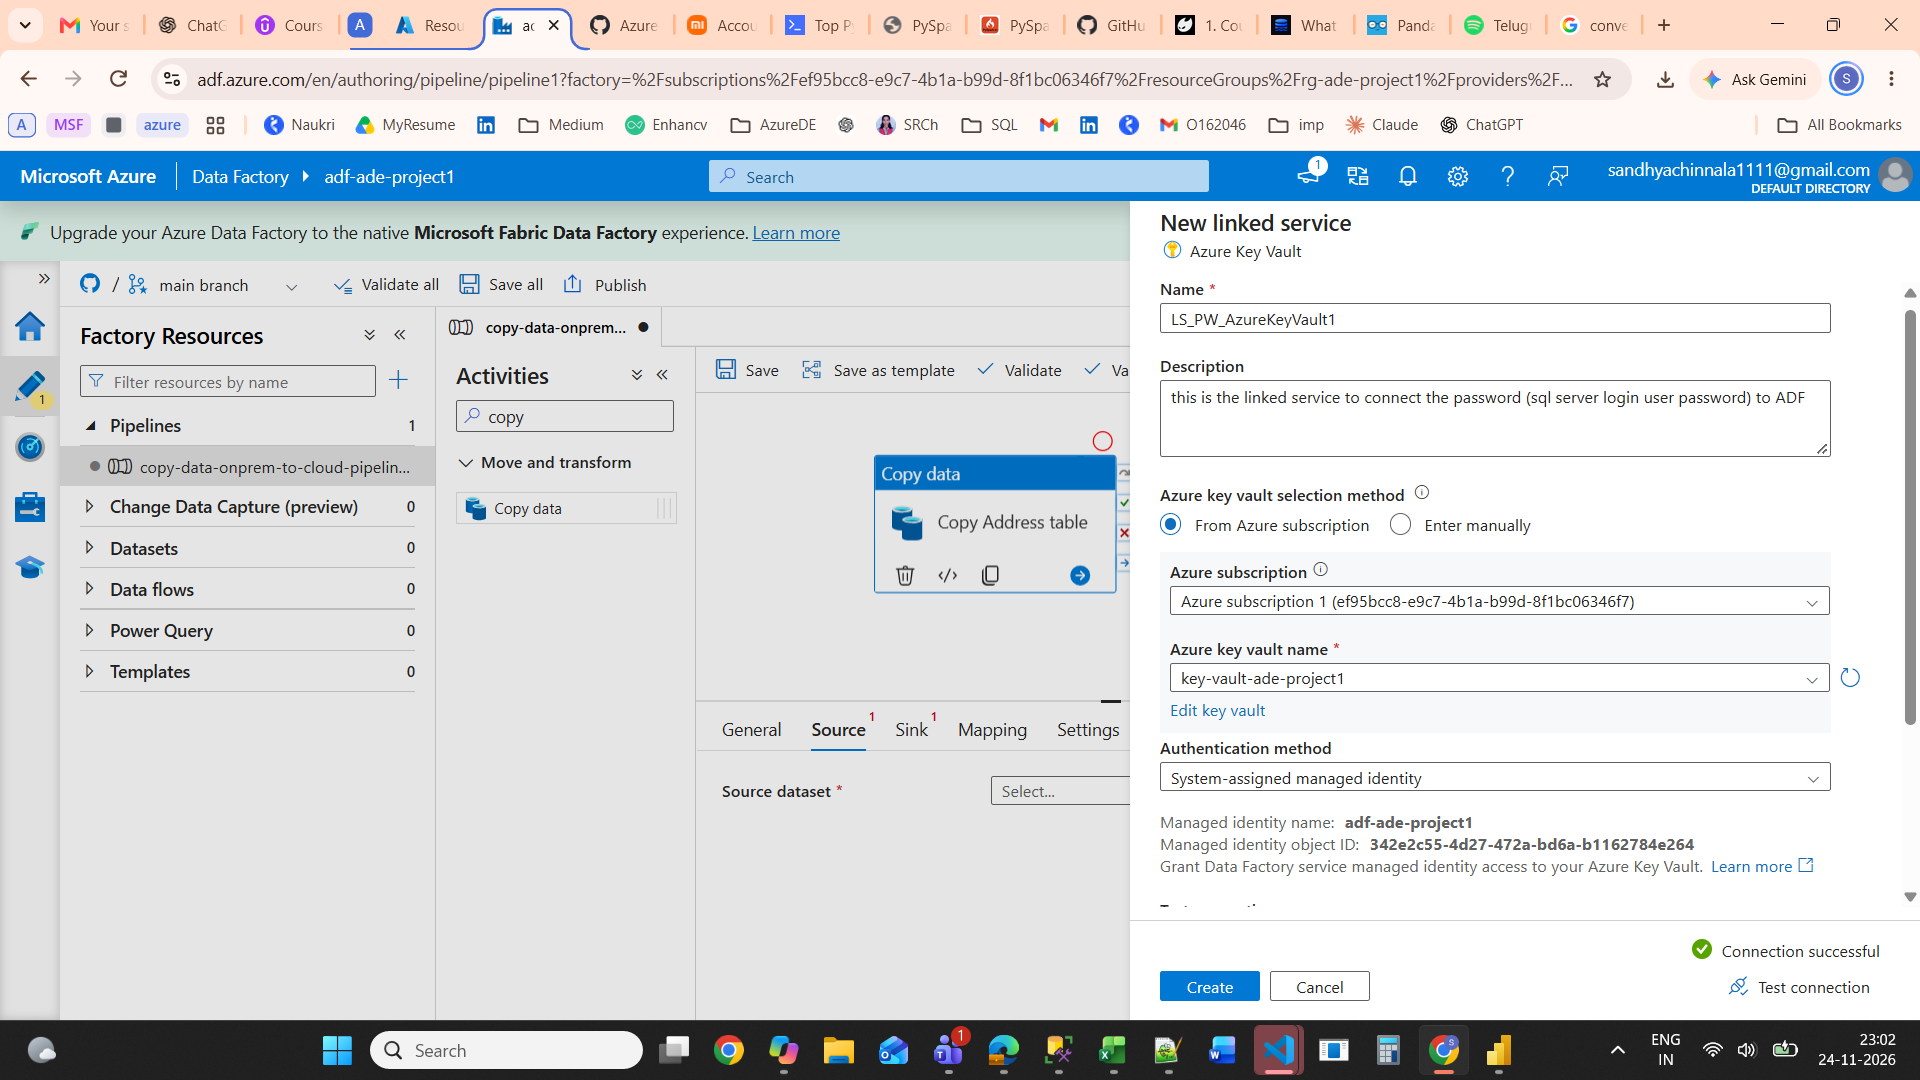 Your s
ChatG
Cours
A
Resou
ad
Azure
Accou
Top Py
PySpa
PySpa
GitHu
1. Cou
What
Panda
Telugu
conve
adf.azure.com/en/authoring/pipeline/pipeline1?factory=%2Fsubscriptions%2Fef95bcc8-e9c7-4b1a-b99d-8f1bc06346f7%2FresourceGroups%2Frg-ade-project1%2Fproviders%2F...
Ask Gemini
S
A
MSF
azure
Naukri
MyResume
Medium
Enhancv
AzureDE
SRCh
SQL
O162046
imp
Claude
ChatGPT
All Bookmarks
Microsoft Azure
Data Factory
adf-ade-project1
Search
1
sandhyachinnala1111@gmail.com
DEFAULT DIRECTORY
Upgrade your Azure Data Factory to the native Microsoft Fabric Data Factory experience. Learn more
/ main branch
Validate all
Save all
Publish
1
Factory Resources
Filter resources by name
Pipelines 1
copy-data-onprem-to-cloud-pipelin...
Change Data Capture (preview) 0
Datasets 0
Data flows 0
Power Query 0
Templates 0
copy-data-onprem...
Activities
copy
Move and transform
Copy data
Save
Save as template
Validate
Va
Copy data
Copy Address table
General
Source 1
Sink 1
Mapping
Settings
Source dataset *
Select...
New linked service
Azure Key Vault
Name *
LS_PW_AzureKeyVault1
Description
this is the linked service to connect the password (sql server login user password) to ADF
Azure key vault selection method
From Azure subscription
Enter manually
Azure subscription
Azure subscription 1 (ef95bcc8-e9c7-4b1a-b99d-8f1bc06346f7)
Azure key vault name *
key-vault-ade-project1
Edit key vault
Authentication method
System-assigned managed identity
Managed identity name: adf-ade-project1
Managed identity object ID: 342e2c55-4d27-472a-bd6a-b1162784e264
Grant Data Factory service managed identity access to your Azure Key Vault. Learn more
Connection successful
Create
Cancel
Test connection
Search
1
ENG
IN
23:02
24-11-2026